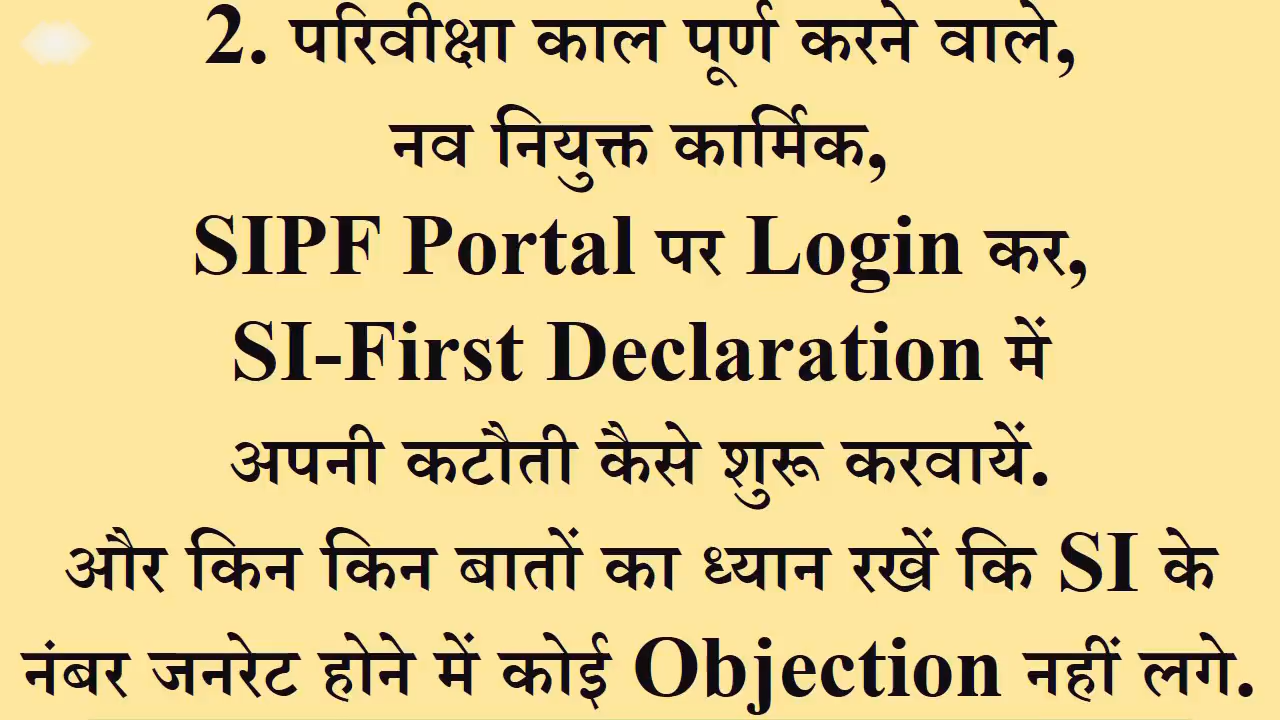 2. परिवीक्षा काल पूर्ण करने वाले,
नव नियुक्त कार्मिक,
SIPF Portal पर Login कर,
SI-First Declaration में
अपनी कटौती कैसे शुरू करवायें.
और किन किन बातों का ध्यान रखें कि SI के
नंबर जनरेट होने में कोई Objection नहीं लगे.